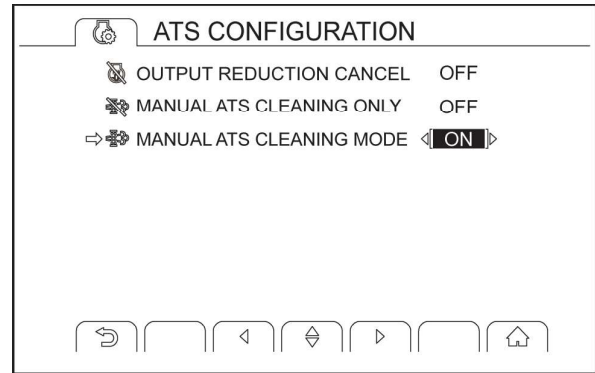 ATS CONFIGURATION
OUTPUT REDUCTION CANCEL OFF
MANUAL ATS CLEANING ONLY OFF
MANUAL ATS CLEANING MODE ON